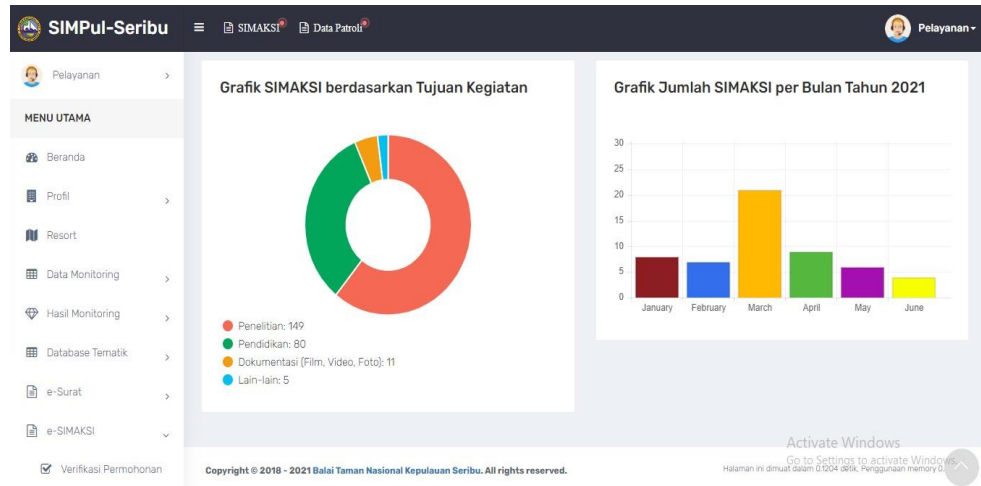 SIMPul-Seribu
SIMAKSI
Data Patroli
Pelayanan
Pelayanan
MENU UTAMA
Beranda
Profil
Resort
Data Monitoring
Hasil Monitoring
Database Tematik
e-Surat
e-SIMAKSI
Verifikasi Permohonan
Grafik SIMAKSI berdasarkan Tujuan Kegiatan
Penelitian: 149
Pendidikan: 80
Dokumentasi (Film, Video, Foto): 11
Lain-lain: 5
Grafik Jumlah SIMAKSI per Bulan Tahun 2021
30
25
20
15
10
5
0
January February March April May June
Activate Windows
Go to Settings to activate Windows.
Copyright © 2018 - 2021 Balai Taman Nasional Kepulauan Seribu. All rights reserved.
Halaman ini dimuat dalam 0.1204 detik. Penggunaan memory 0.